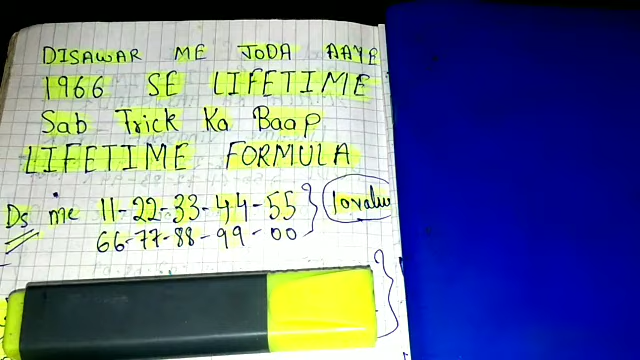 DISAWAR ME JODA AAYE
1966 SE LIFETIME
Sab Trick Ka Baap
LIFETIME FORMULA
Ds me 11-22-33-44-55
66-77-88-99-00